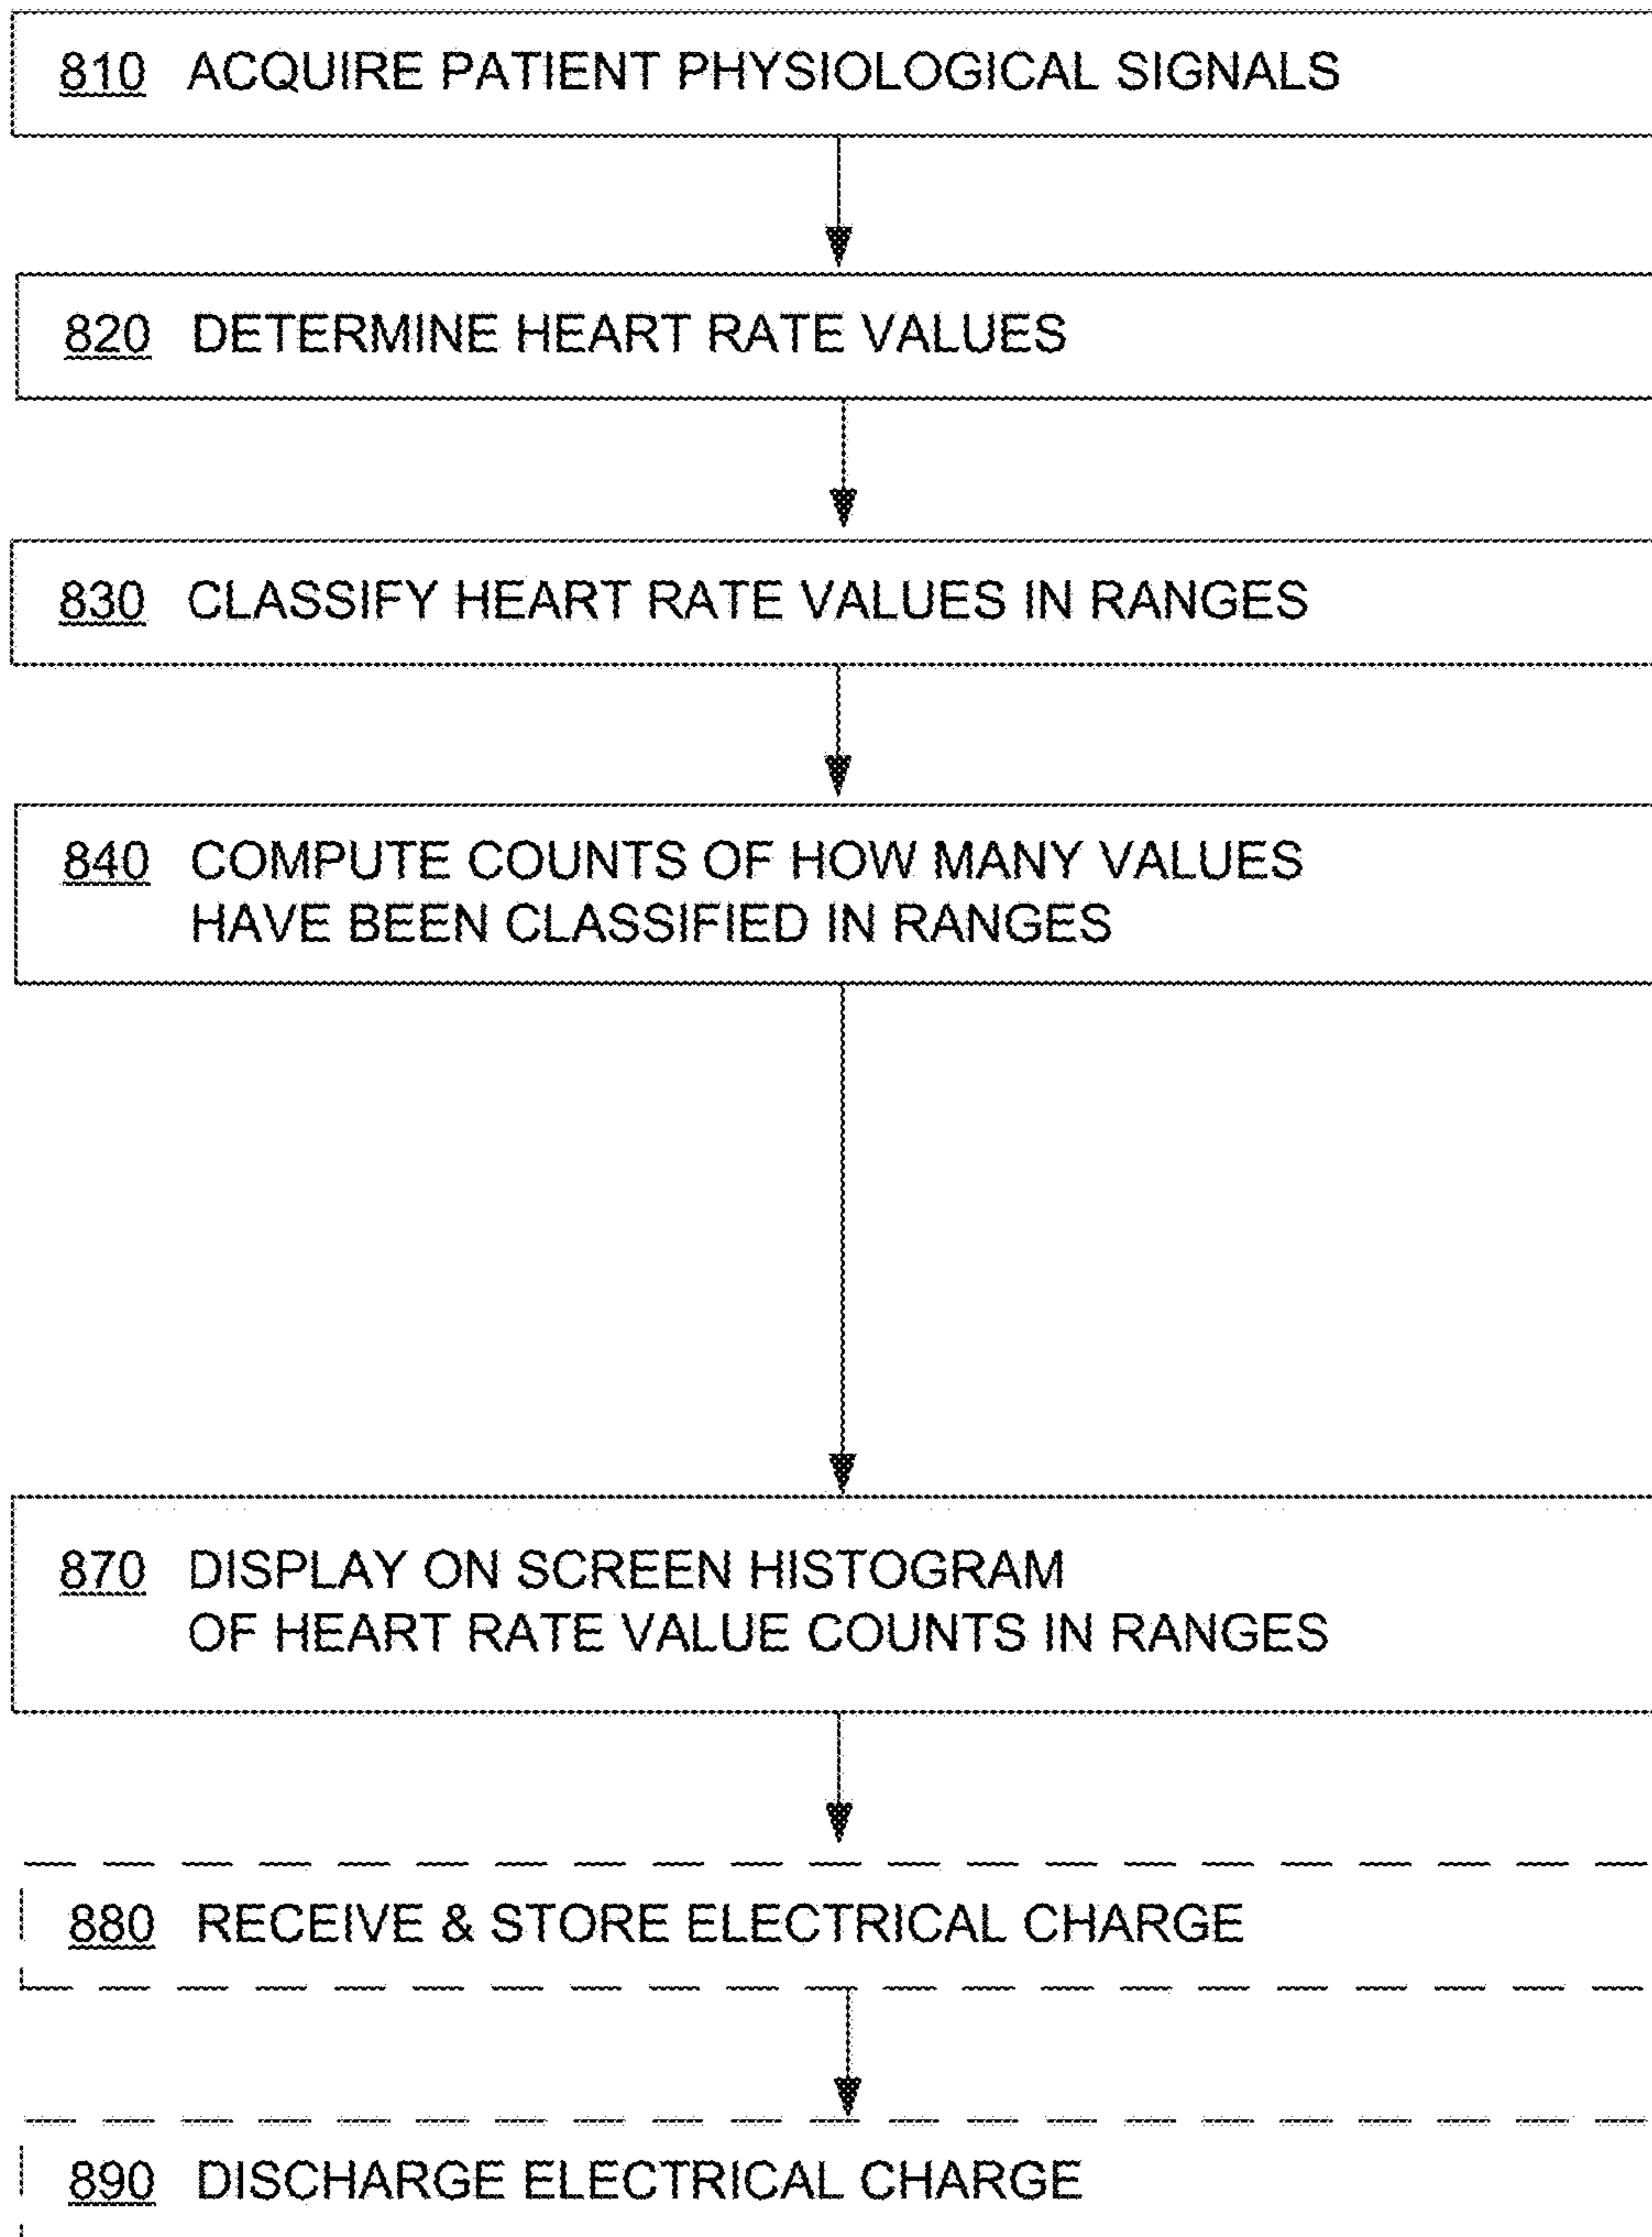 810 ACQUIRE PATIENT PHYSIOLOGICAL SIGNALS
820 DETERMINE HEART RATE VALUES
830 CLASSIFY HEART RATE VALUES IN RANGES
840 COMPUTE COUNTS OF HOW MANY VALUES
HAVE BEEN CLASSIFIED IN RANGES
870 DISPLAY ON SCREEN HISTOGRAM
OF HEART RATE VALUE COUNTS IN RANGES
880 RECEIVE & STORE ELECTRICAL CHARGE
890 DISCHARGE ELECTRICAL CHARGE